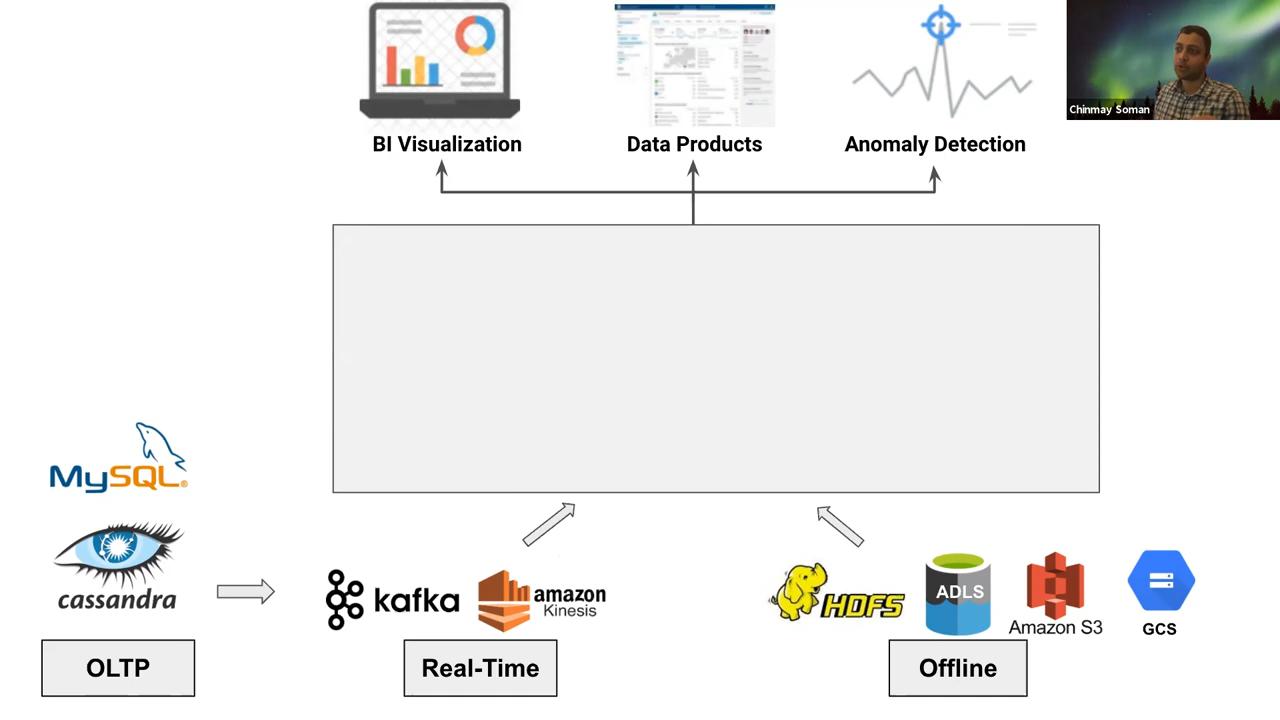 Chinmay Soman
BI Visualization
Data Products
Anomaly Detection
MySQL®
cassandra
kafka
amazon
Kinesis
HDFS
ADLS
Amazon S3
GCS
OLTP
Real-Time
Offline